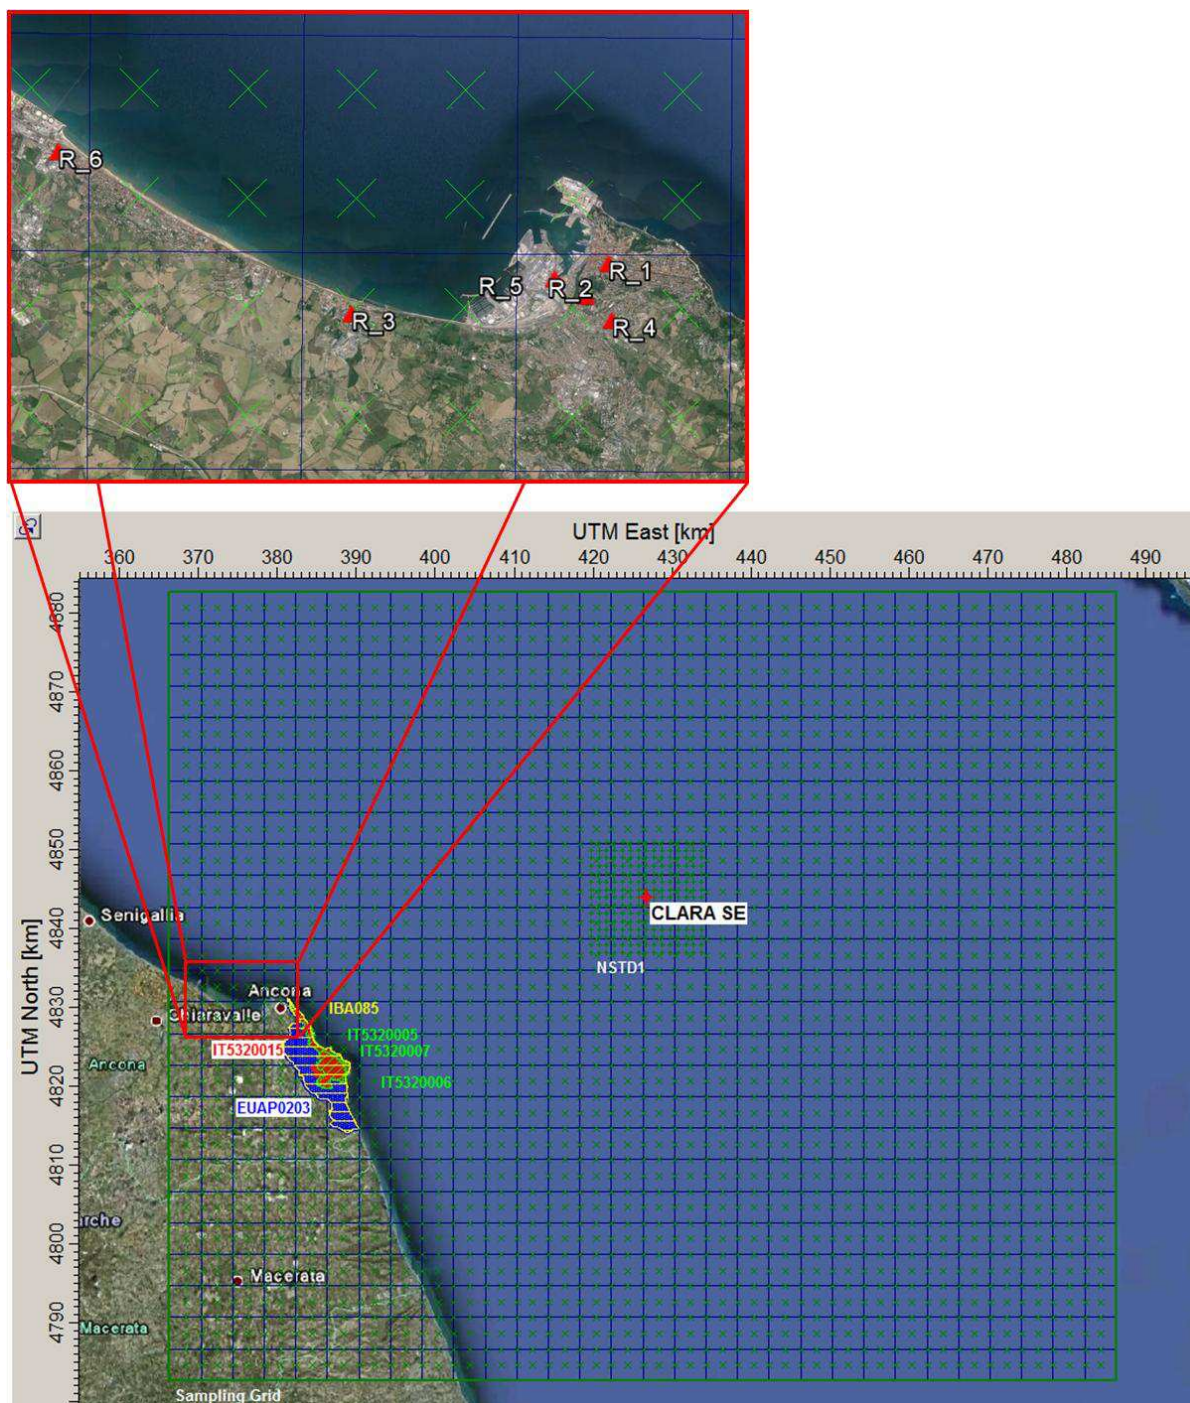 R_6
R_1
R_5
R_2
R_3
R_4
UTM East [km]
360 370 380 390 400 410 420 430 440 450 460 470 480 490
UTM North [km]
4880
4870
4860
4850
4840
4830
4820
4810
4800
4790
Senigallia
CLARA SE
NSTD1
Ancona
IBA085
Chiaravalle
IT5320005
IT5320015
IT5320007
Ancona
IT5320006
EUAP0203
arche
Macerata
Macerata
Sampling Grid